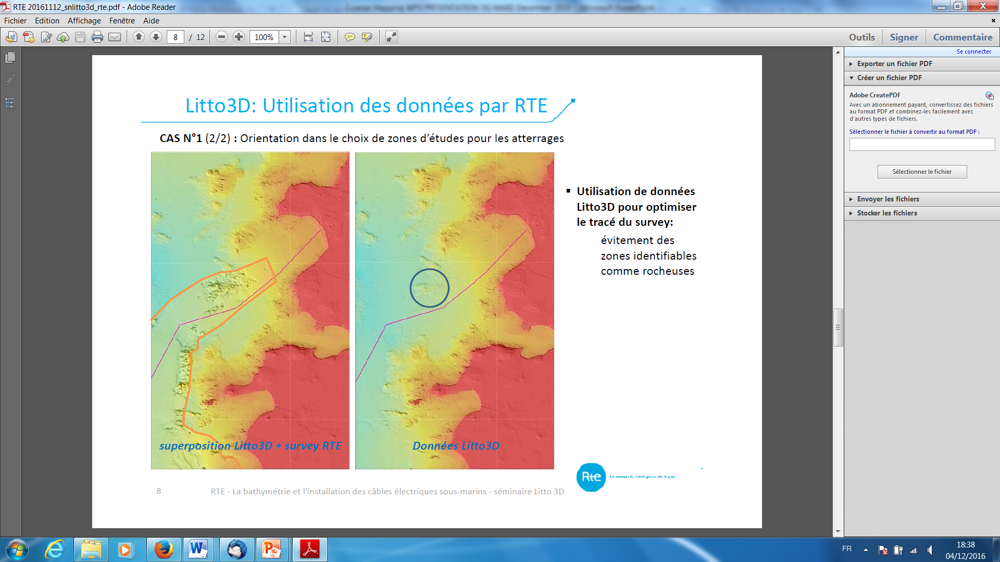 RTE 20161112_snlitto3d_rte.pdf - Adobe Reader
Fichier Edition Affichage Fenêtre Aide
8 / 12 100% Outils Signer Commentaire
Se connecter
Exporter un fichier PDF
Créer un fichier PDF
Adobe CreatePDF
Avec un abonnement payant, convertissez des fichiers
au format PDF et combinez-les facilement avec
d'autres types de fichiers.
Sélectionner le fichier à convertir au format PDF :
Sélectionner le fichier
Envoyer les fichiers
Stocker les fichiers
Litto3D: Utilisation des données par RTE
CAS N°1 (2/2) : Orientation dans le choix de zones d’études pour les atterrages
▪ Utilisation de données
Litto3D pour optimiser
le tracé du survey:
évitement des
zones identifiables
comme rocheuses
superposition Litto3D + survey RTE
Données Litto3D
Rte
8 RTE - La bathymétrie et l'installation des câbles électriques sous-marins - séminaire Litto 3D
FR
18:38
04/12/2016